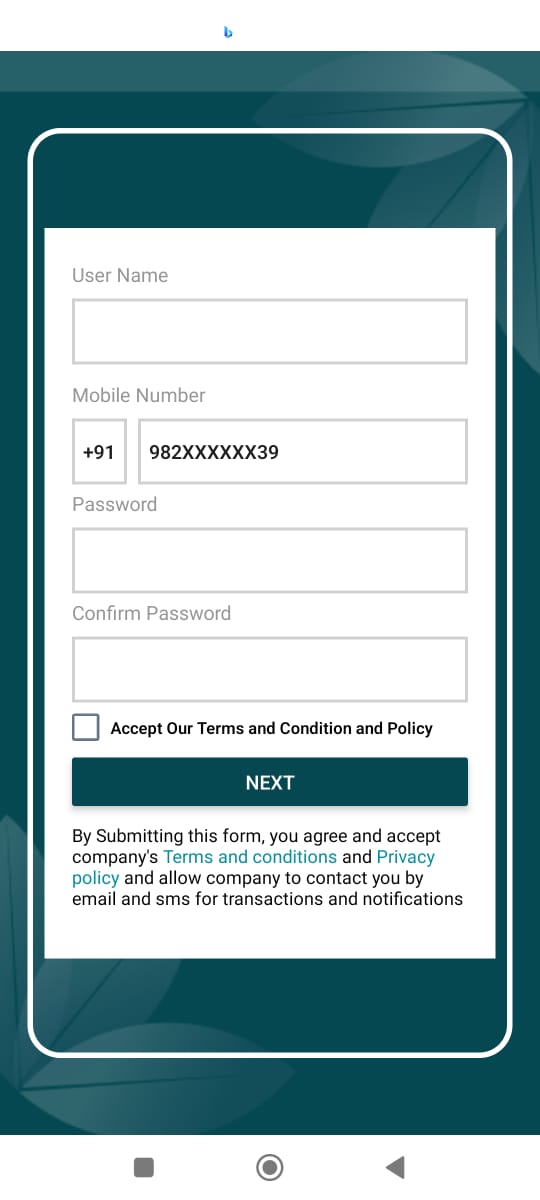 User Name
Mobile Number
+91 982XXXXXX39
Password
Confirm Password
Accept Our Terms and Condition and Policy
NEXT
By Submitting this form, you agree and accept
company's Terms and conditions and Privacy
policy and allow company to contact you by
email and sms for transactions and notifications